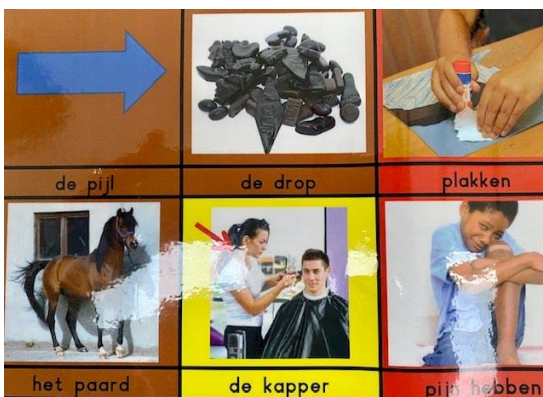 de pijl
de drop
plakken
het paard
de kapper
pijn hebben